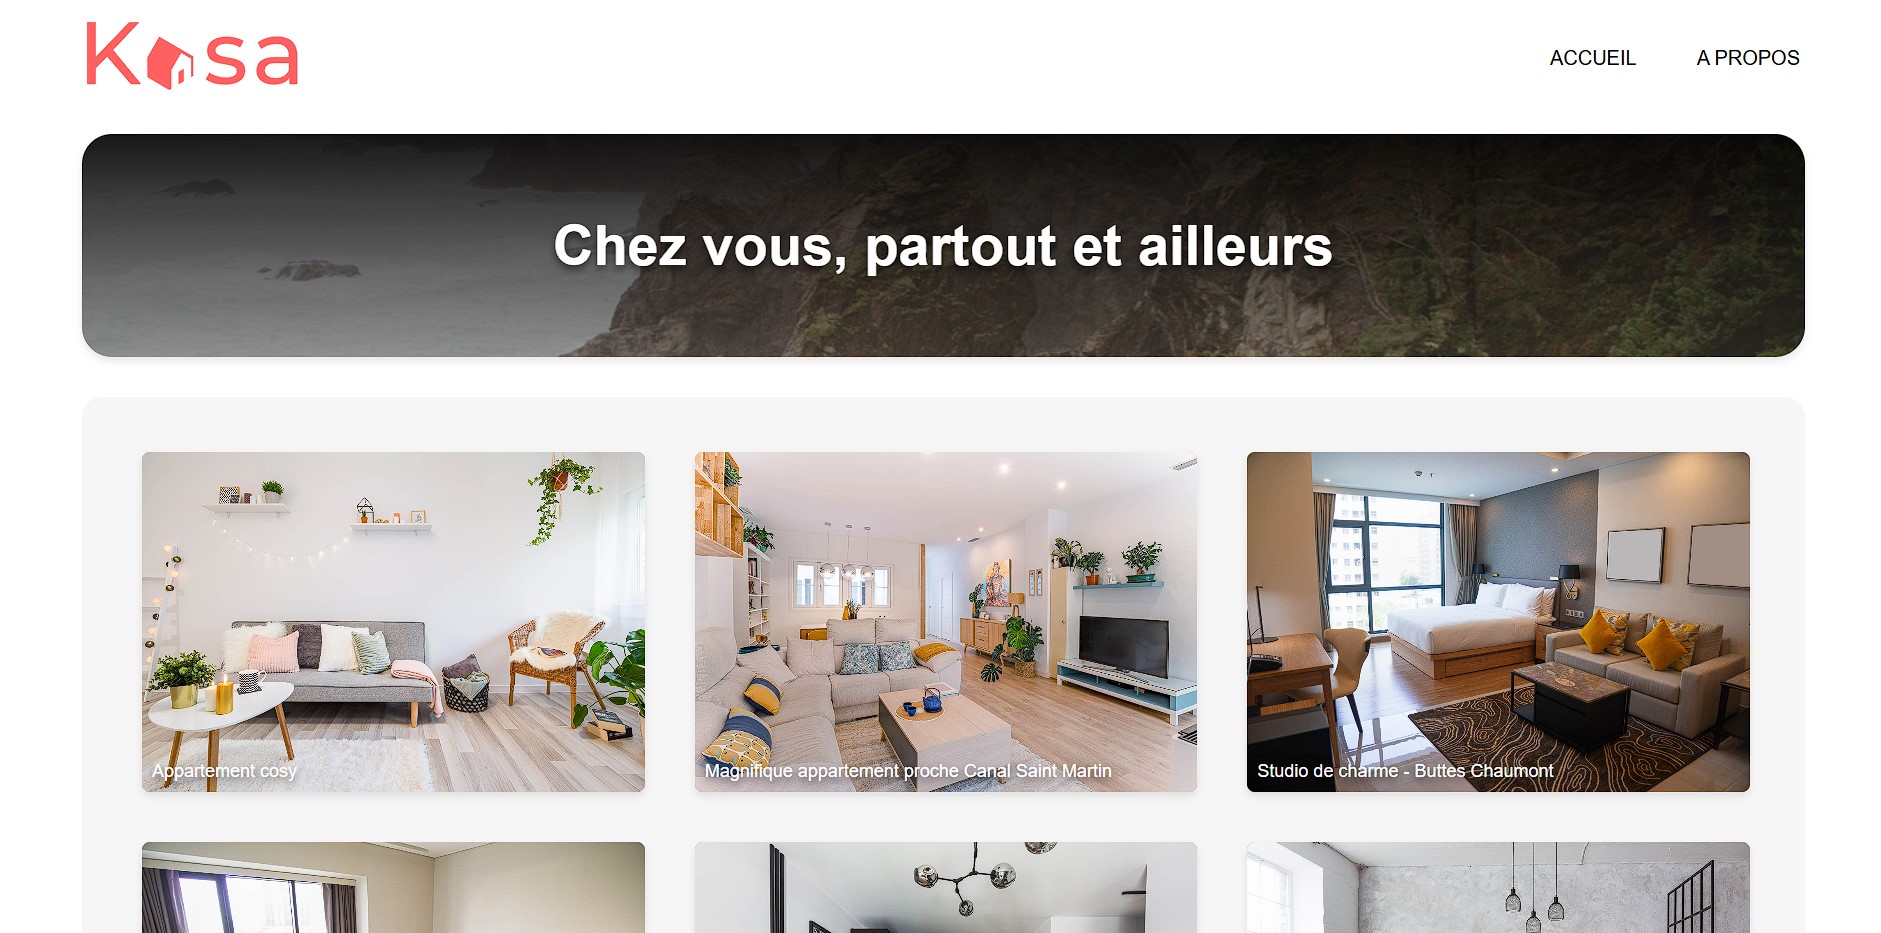 Kasa
ACCUEIL
A PROPOS
Chez vous, partout et ailleurs
Appartement cosy
Magnifique appartement proche Canal Saint Martin
Studio de charme - Buttes Chaumont